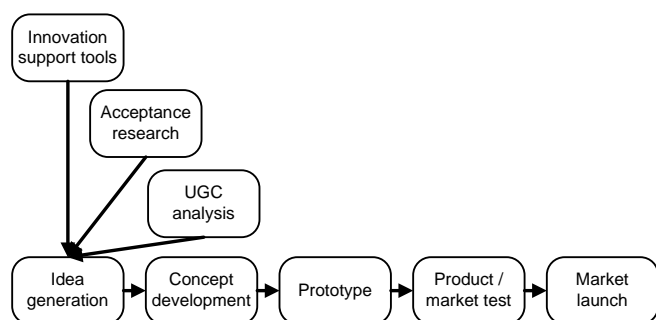 Innovation
support tools
Acceptance
research
UGC
analysis
Idea
generation
Concept
development
Prototype
Product /
market test
Market
launch